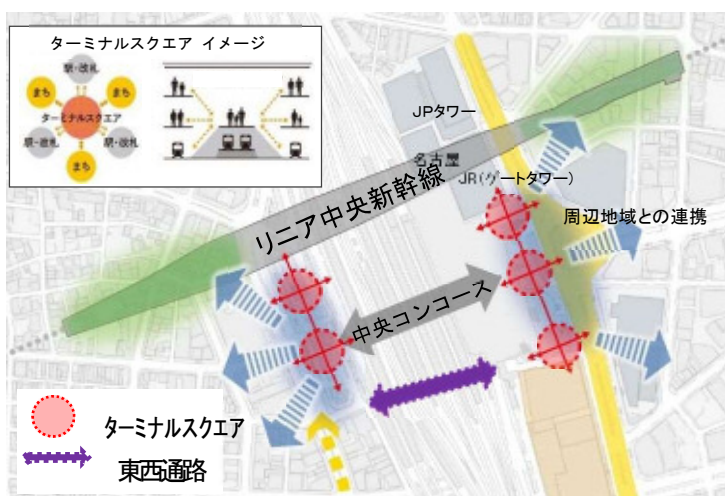 ターミナルスクエア イメージ
駅・改札
まち
まち
ターミナルスクエア
駅・改札
駅・改札
まち
JPタワー
名古屋
JR(ゲートタワー)
リニア中央新幹線
周辺地域との連携
中央コンコース
ターミナルスクエア
東西通路